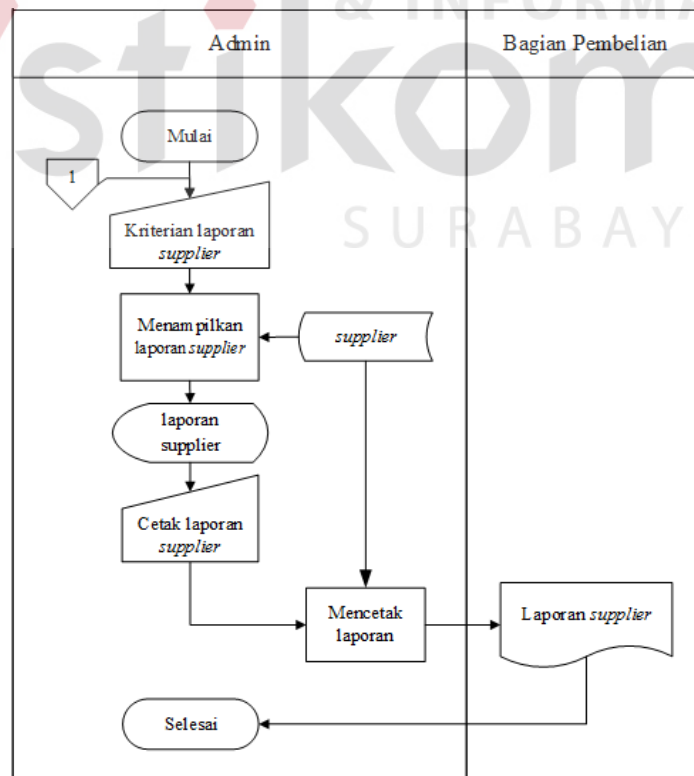 & INFORMA
stikom
SURABAY
Admin
Bagian Pembelian
Mulai
1
Kriterian laporan
supplier
Menampilkan
laporan supplier
supplier
laporan
supplier
Cetak laporan
supplier
Mencetak
laporan
Laporan supplier
Selesai